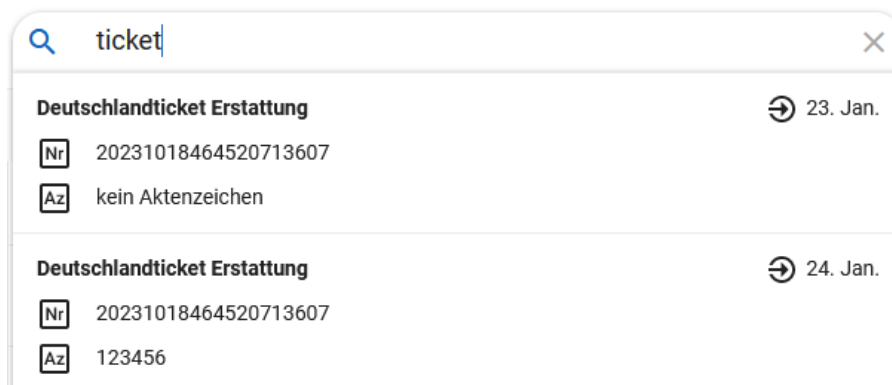 ticket
Deutschlandticket Erstattung 23. Jan.
Nr 20231018464520713607
Az kein Aktenzeichen
Deutschlandticket Erstattung 24. Jan.
Nr 20231018464520713607
Az 123456